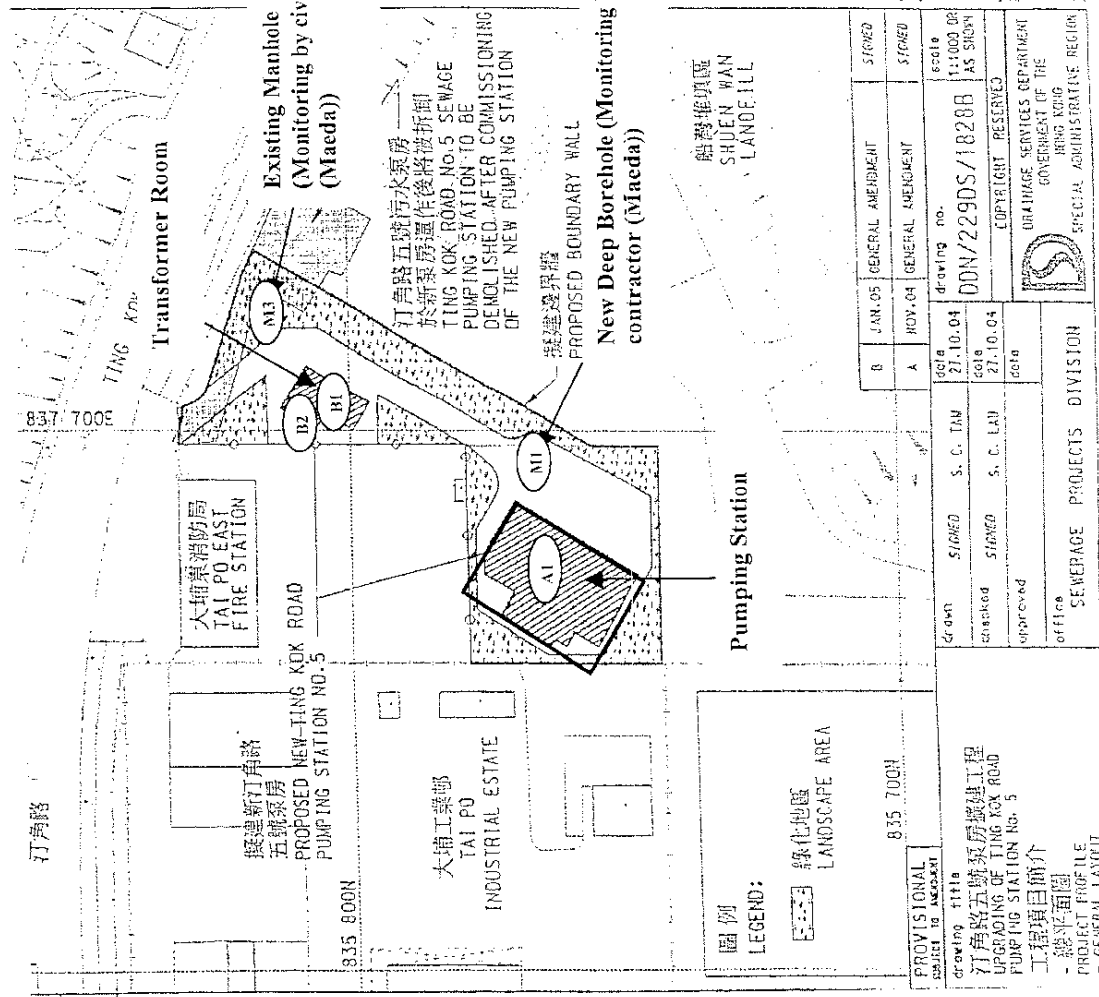 汀角路
TING KOK
837 700E
Transformer Room
Existing Manhole
(Monitoring by civ
(Maeda))
M3
B2
B1
M1
A1
大埔東消防局
TAI PO EAST
FIRE STATION
擬建新汀角路
五號泵房
PROPOSED NEW TING KOK ROAD
PUMPING STATION NO.5
汀角路五號污水泵房
於新泵房運作後將被拆卸
TING KOK ROAD No.5 SEWAGE
PUMPING STATION TO BE
DEMOLISHED AFTER COMMISSIONING
OF THE NEW PUMPING STATION
擬建邊界牆
PROPOSED BOUNDARY WALL
New Deep Borehole (Monitoring
contractor (Maeda))
835 800N
大埔工業邨
TAI PO
INDUSTRIAL ESTATE
Pumping Station
船灣堆填區
SHUEN WAN
LANDFILL
圖例
LEGEND:
綠化地區
LANDSCAPE AREA
835 700N
PROVISIONAL
SUBJECT TO AMENDMENT
drawing title
汀角路五號泵房擴建工程
UPGRADING OF TING KOK ROAD
PUMPING STATION No. 5
工程項目簡介
- 總平面圖
PROJECT PROFILE
- GENERAL LAYOUT
B JAN.05 GENERAL AMENDMENT SIGNED
A NOV.04 GENERAL AMENDMENT SIGNED
drawn SIGNED S. C. TAM date 27.10.04
checked SIGNED S. C. LAU date 27.10.04
approved date
office
SEWERAGE PROJECTS DIVISION
drawing no.
DDN/229DS/1828B
scale
1:1000 OR
AS SHOWN
COPYRIGHT RESERVED
DRAINAGE SERVICES DEPARTMENT
GOVERNMENT OF THE
HONG KONG
SPECIAL ADMINISTRATIVE REGION